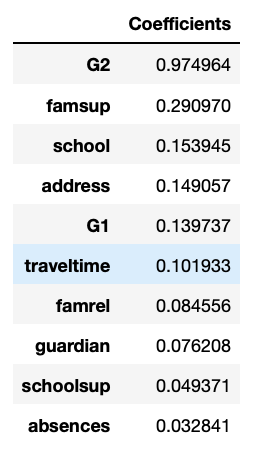 Coefficients
G2 0.974964
famsup 0.290970
school 0.153945
address 0.149057
G1 0.139737
traveltime 0.101933
famrel 0.084556
guardian 0.076208
schoolsup 0.049371
absences 0.032841